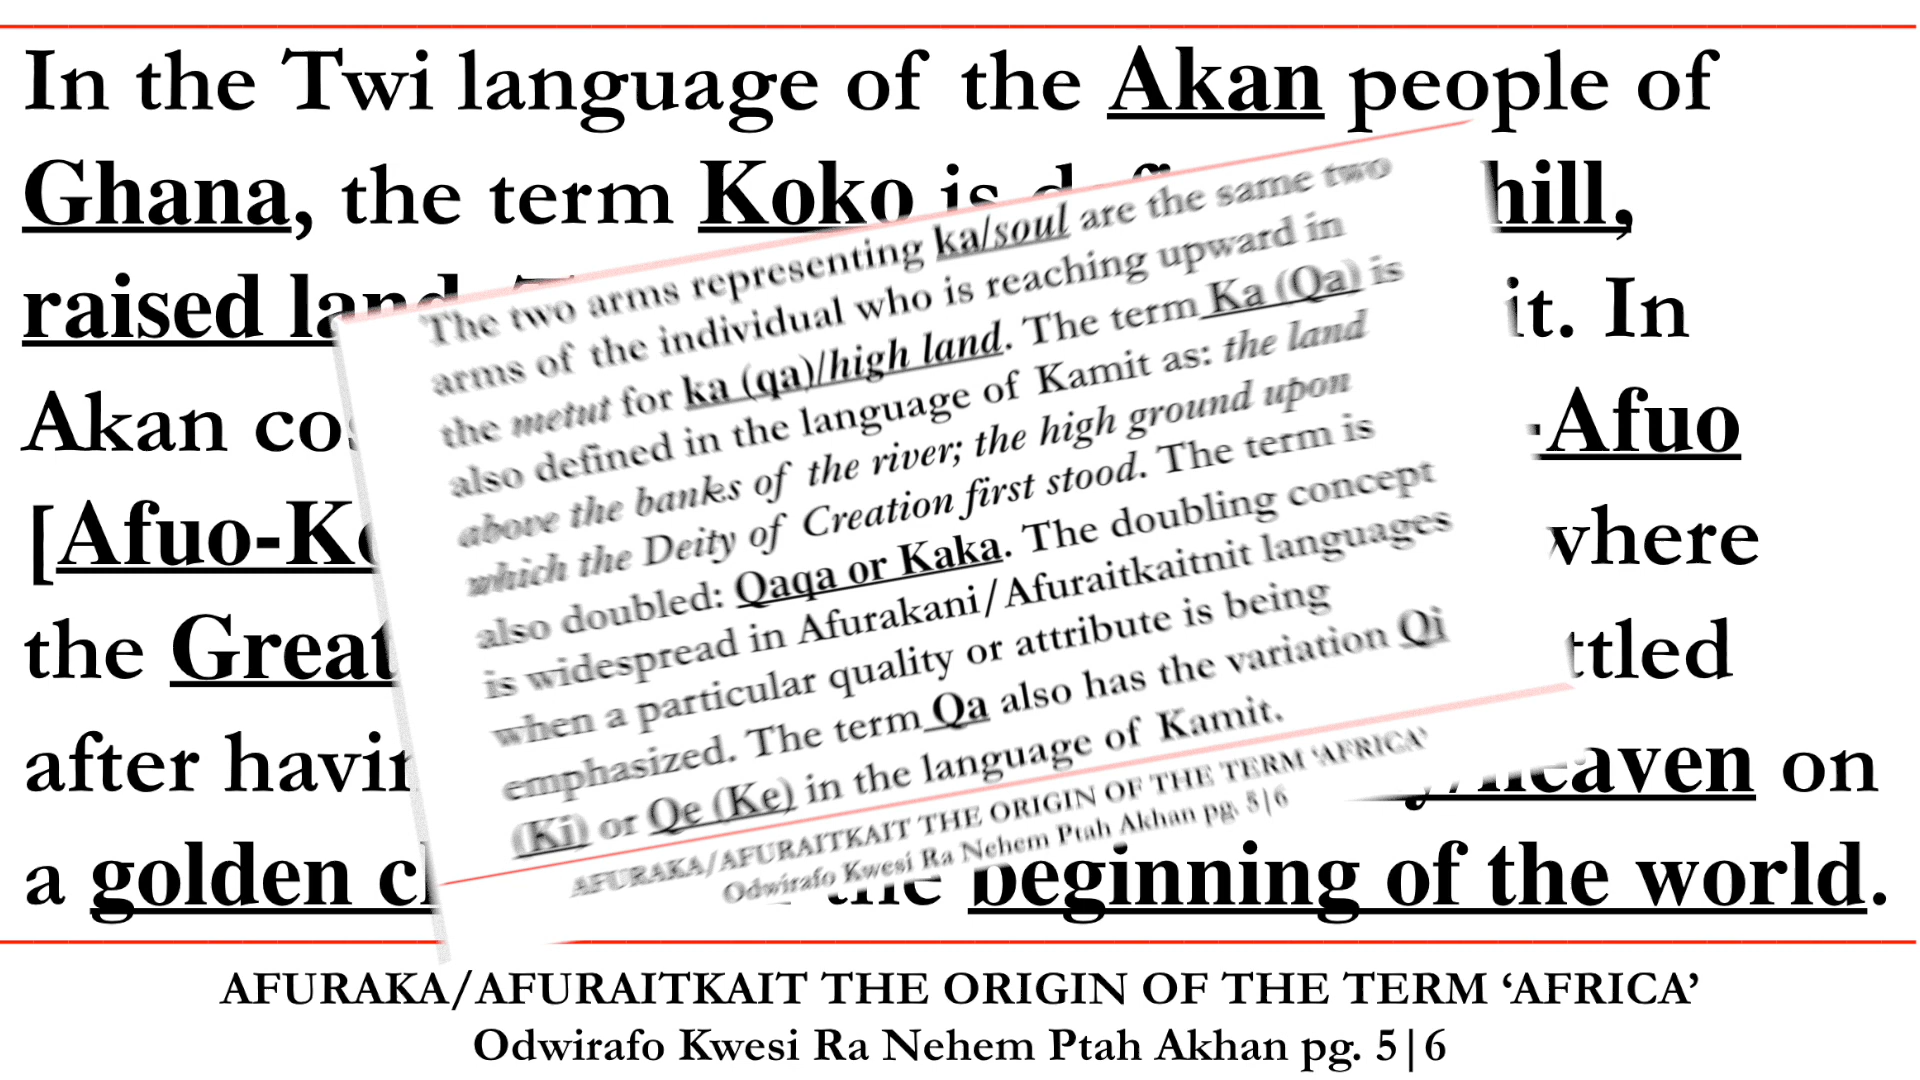 In the Twi language of the Akan people of
Ghana, the term Koko is hill,
raised land. it. In
Akan -Afuo
[Afuo-
the Great
after heaven on
a golden the beginning of the world.
The two arms representing ka/soul are the same two
arms of the individual who is reaching upward in
the metut for ka (qa)/high land. The term Ka (Qa) is
also defined in the language of Kamit as: the land
above the banks of the river; the high ground upon
which the Deity of Creation first stood. The term is
also doubled: Qaqa or Kaka. The doubling concept
is widespread in Afurakani/Afuraitkaitnit languages
when a particular quality or attribute is being
emphasized. The term Qa also has the variation Qi
(Ki) or Qe (Ke) in the language of Kamit.
AFURAKA/AFURAITKAIT THE ORIGIN OF THE TERM 'AFRICA'
Odwirafo Kwesi Ra Nehem Ptah Akhan pg. 5|6
AFURAKA/AFURAITKAIT THE ORIGIN OF THE TERM ‘AFRICA’
Odwirafo Kwesi Ra Nehem Ptah Akhan pg. 5|6